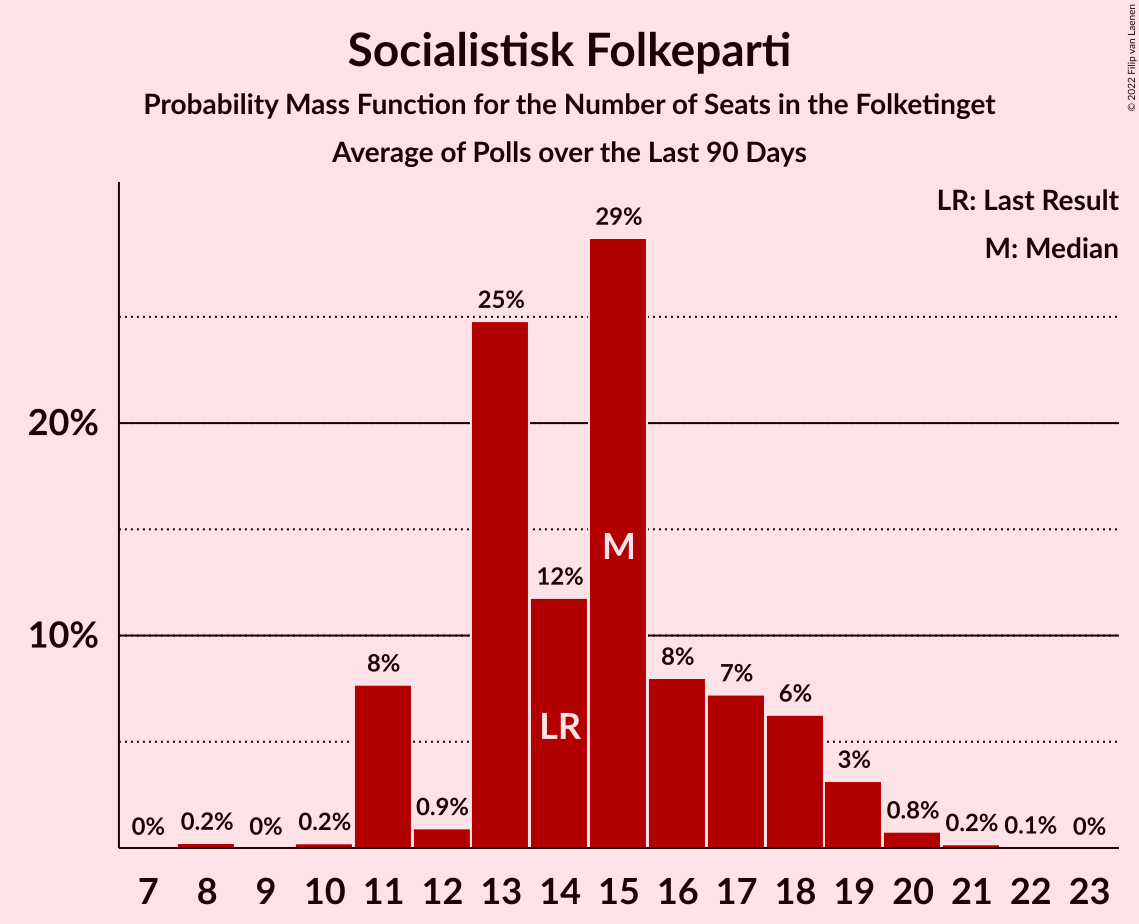 Socialistisk Folkeparti
Probability Mass Function for the Number of Seats in the Folketinget
Average of Polls over the Last 90 Days
© 2022 Filip van Laenen
LR: Last Result
M: Median
29%
25%
20%
M
12%
10%
8%
8%
7%
6%
LR
3%
0%
0.2%
0%
0.2%
0.9%
0.8%
0.2%
0.1%
0%
7 8 9 10 11 12 13 14 15 16 17 18 19 20 21 22 23